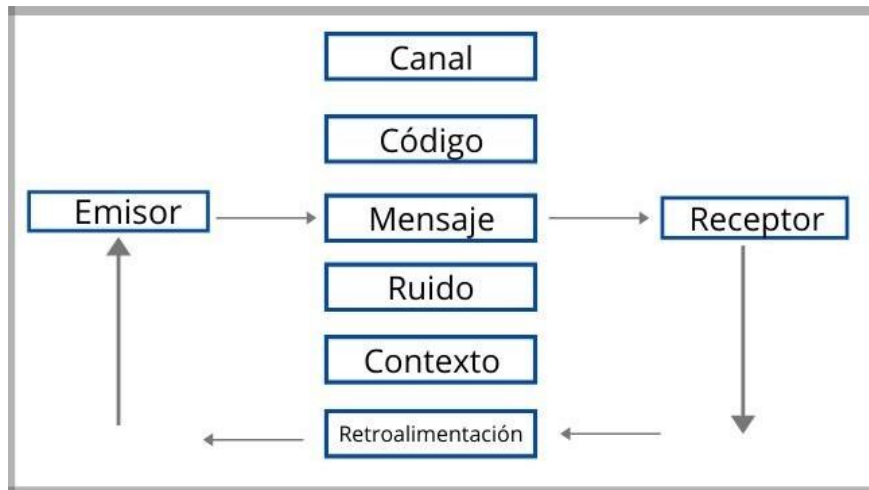 Canal
Código
Emisor
Mensaje
Receptor
Ruido
Contexto
Retroalimentación